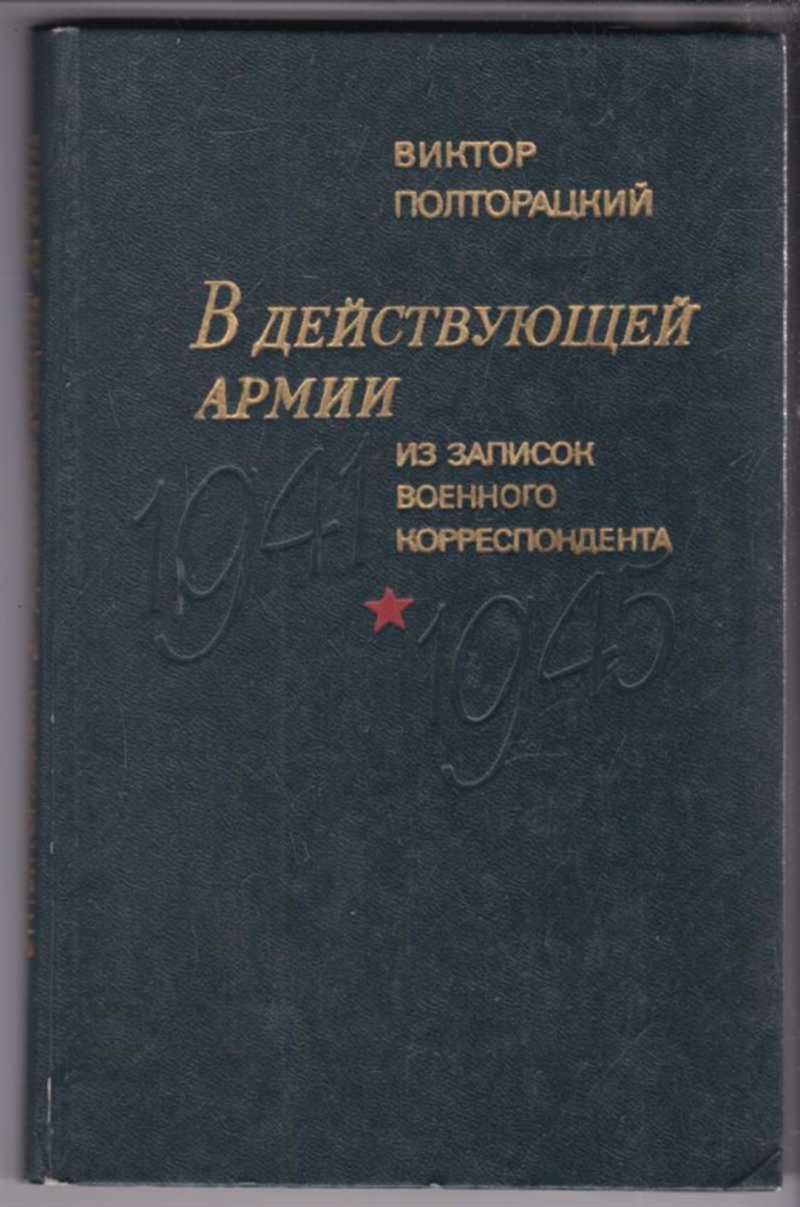 ВИКТОР
ПОЛТОРАЦКИЙ
В ДЕЙСТВУЮЩЕЙ
АРМИИ
ИЗ ЗАПИСОК
ВОЕННОГО
КОРРЕСПОНДЕНТА
1941
1945